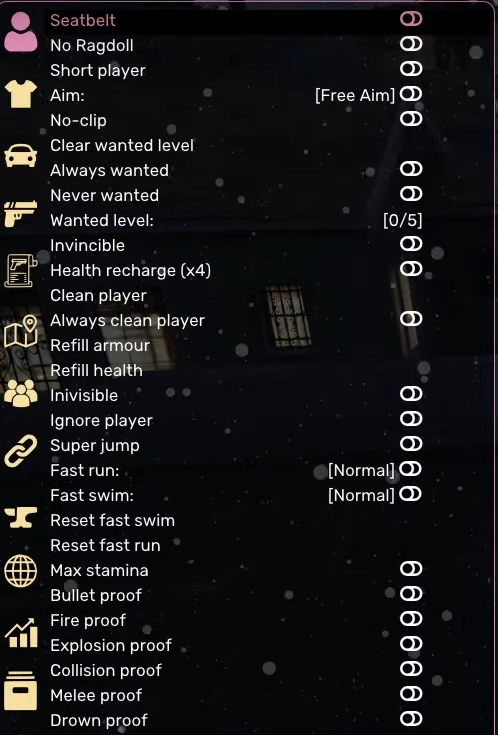 Seatbelt
No Ragdoll
Short player
Aim: [Free Aim]
No-clip
Clear wanted level
Always wanted
Never wanted
Wanted level: [0/5]
Invincible
Health recharge (x4)
Clean player
Always clean player
Refill armour
Refill health
Inivisible
Ignore player
Super jump
Fast run: [Normal]
Fast swim: [Normal]
Reset fast swim
Reset fast run
Max stamina
Bullet proof
Fire proof
Explosion proof
Collision proof
Melee proof
Drown proof